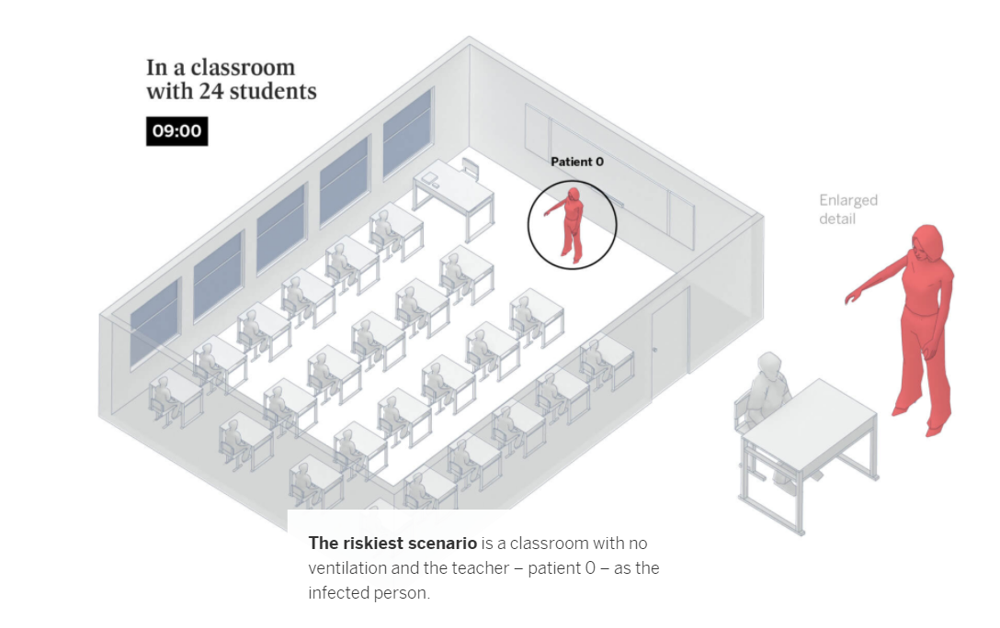 In a classroom
with 24 students
09:00
Patient 0
Enlarged
detail
The riskiest scenario is a classroom with no
ventilation and the teacher – patient 0 – as the
infected person.